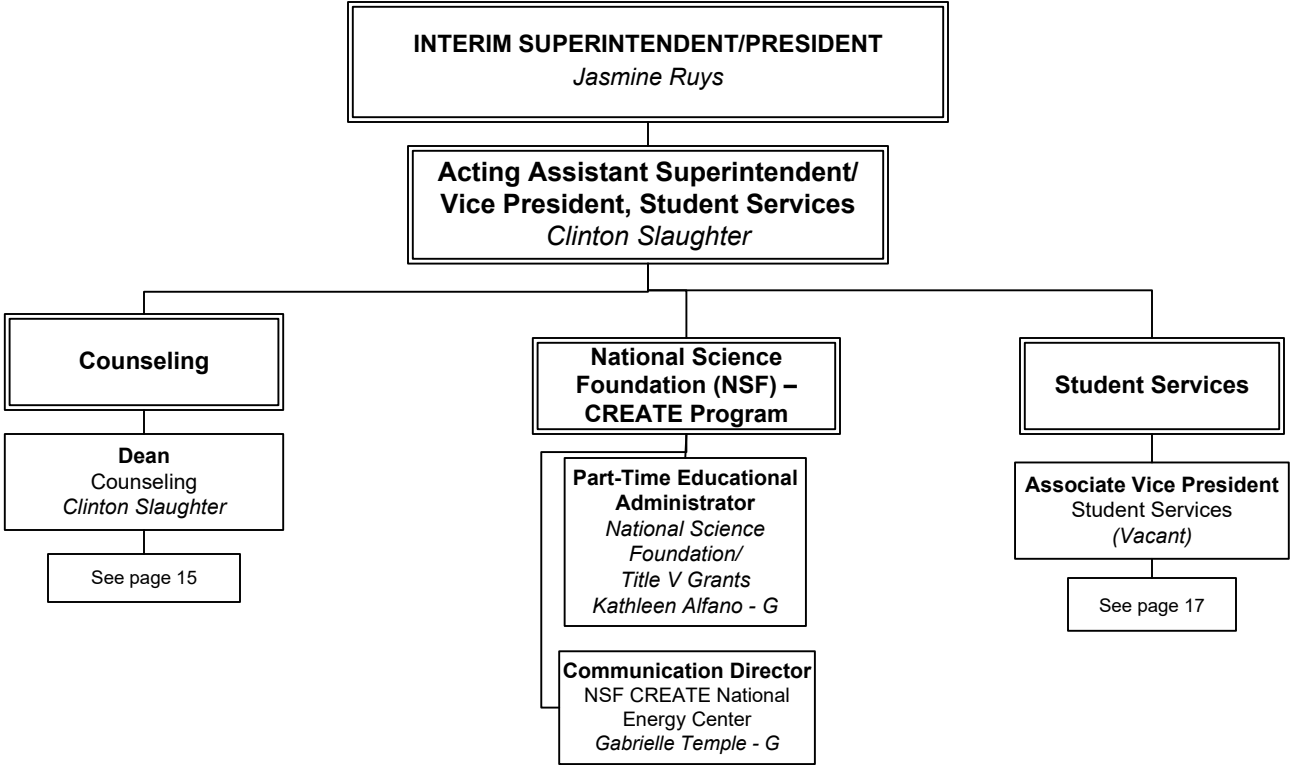 INTERIM SUPERINTENDENT/PRESIDENT
Jasmine Ruys
Acting Assistant Superintendent/
Vice President, Student Services
Clinton Slaughter
Counseling
Dean
Counseling
Clinton Slaughter
See page 15
National Science
Foundation (NSF) –
CREATE Program
Part-Time Educational
Administrator
National Science
Foundation/
Title V Grants
Kathleen Alfano - G
Communication Director
NSF CREATE National
Energy Center
Gabrielle Temple - G
Student Services
Associate Vice President
Student Services
(Vacant)
See page 17